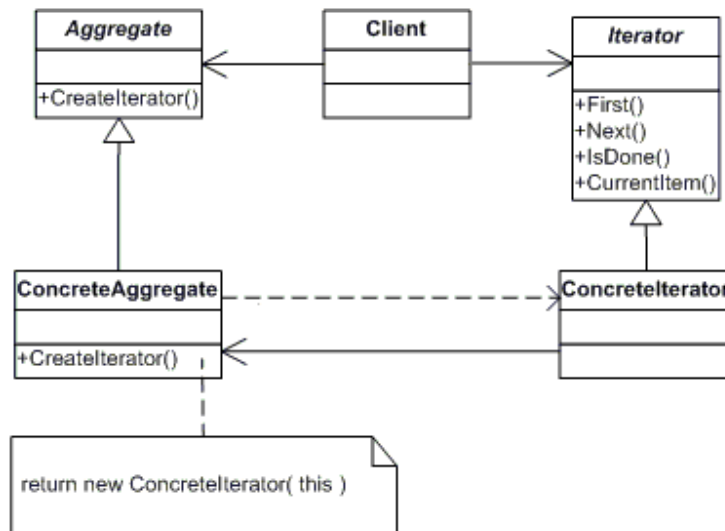 Aggregate
+CreateIterator()
Client
Iterator
+First()
+Next()
+IsDone()
+CurrentItem()
ConcreteAggregate
+CreateIterator()
ConcreteIterator
return new ConcreteIterator( this )